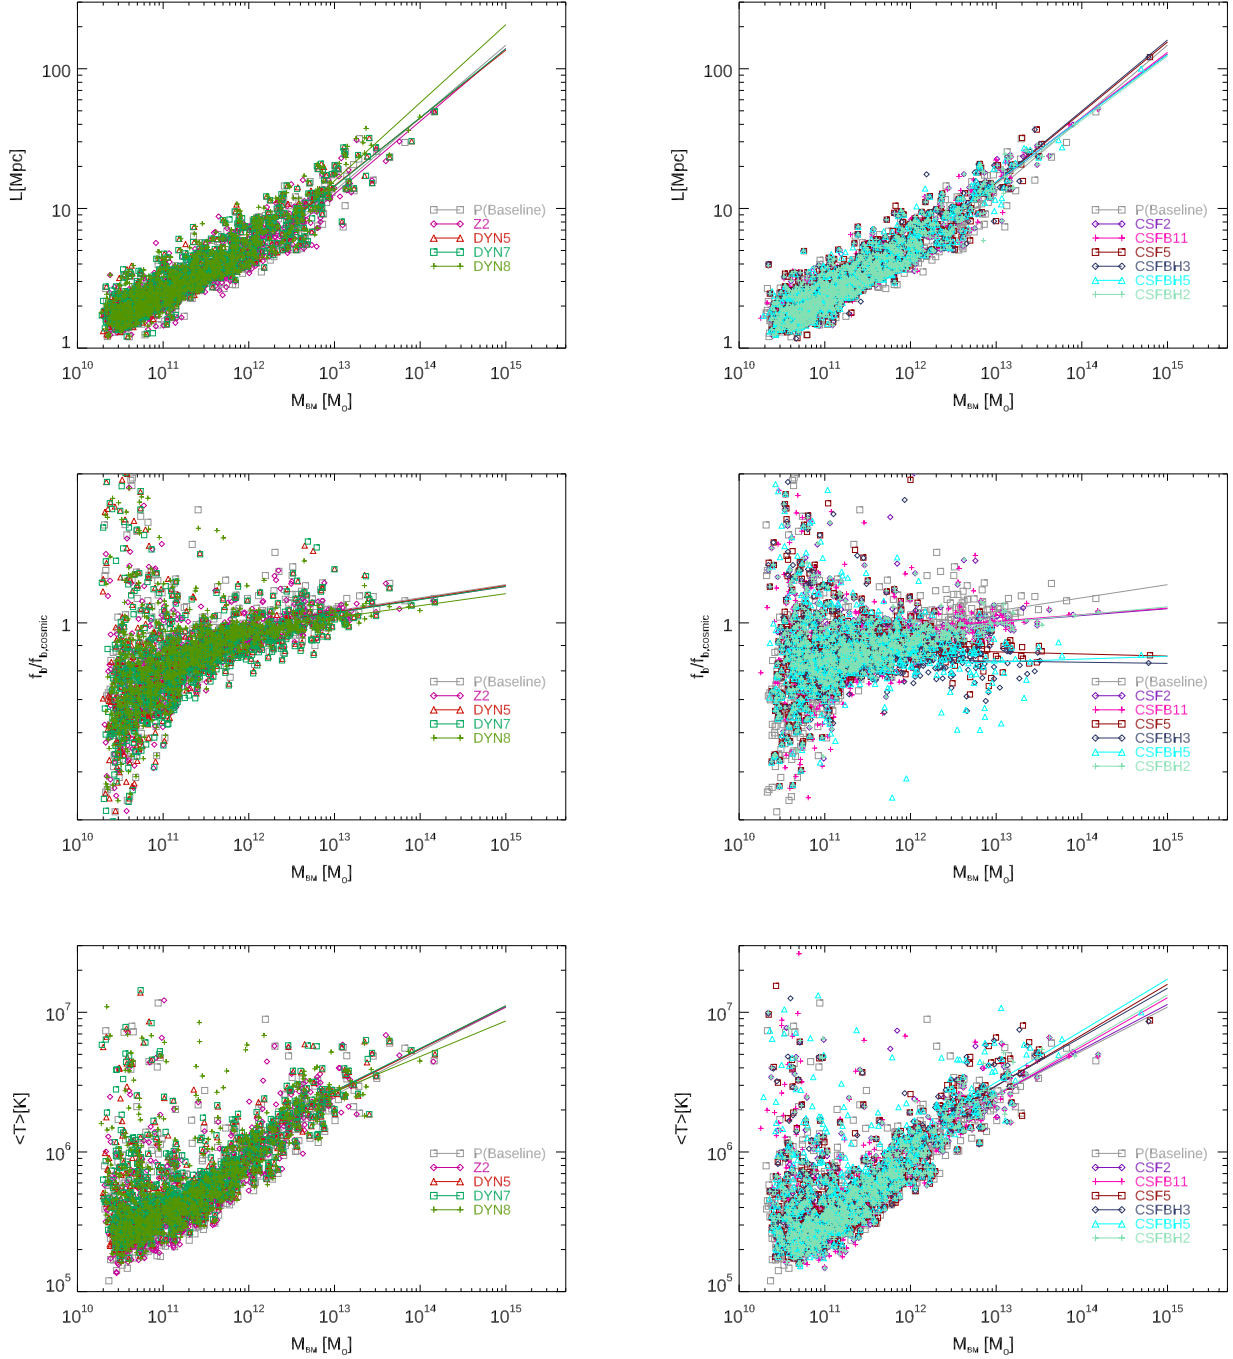 100
10
1
L[Mpc]
P(Baseline)
Z2
DYN5
DYN7
DYN8
10^10 10^11 10^12 10^13 10^14 10^15
M_BM [M_O]
100
10
1
L[Mpc]
P(Baseline)
CSF2
CSFB11
CSF5
CSFBH3
CSFBH5
CSFBH2
10^10 10^11 10^12 10^13 10^14 10^15
M_BM [M_O]
1
f_b/f_b,cosmic
P(Baseline)
Z2
DYN5
DYN7
DYN8
10^10 10^11 10^12 10^13 10^14 10^15
M_BM [M_O]
1
f_b/f_b,cosmic
P(Baseline)
CSF2
CSFB11
CSF5
CSFBH3
CSFBH5
CSFBH2
10^10 10^11 10^12 10^13 10^14 10^15
M_BM [M_O]
10^7
10^6
10^5
<T>[K]
P(Baseline)
Z2
DYN5
DYN7
DYN8
10^10 10^11 10^12 10^13 10^14 10^15
M_BM [M_O]
10^7
10^6
10^5
<T>[K]
P(Baseline)
CSF2
CSFB11
CSF5
CSFBH3
CSFBH5
CSFBH2
10^10 10^11 10^12 10^13 10^14 10^15
M_BM [M_O]